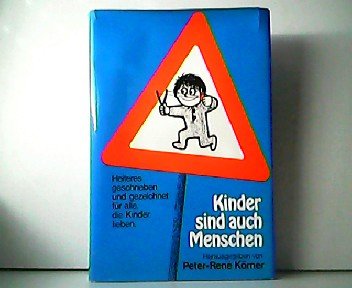 Heiteres
geschrieben
und gezeichnet
für alle,
die Kinder
lieben.
Kinder
sind auch
Menschen
Herausgegeben von
Peter-René Körner